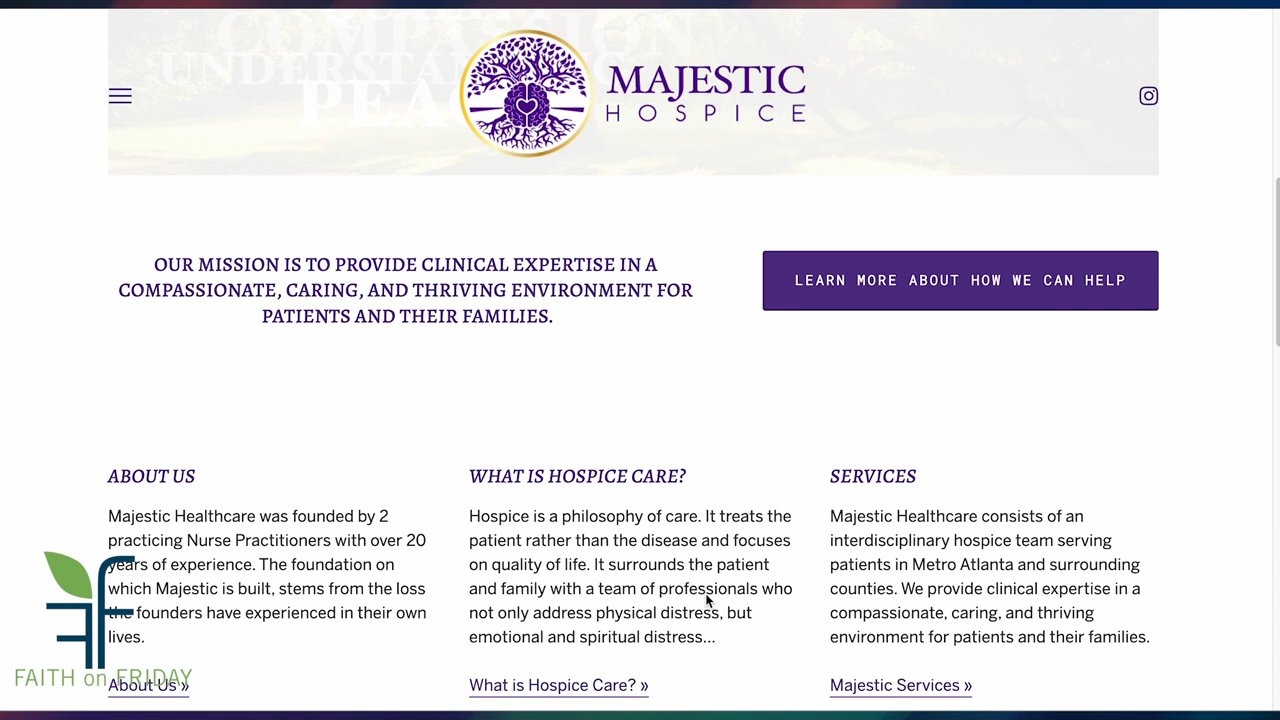 COMPASSION
UNDERSTA
PEA
MAJESTIC
HOSPICE
OUR MISSION IS TO PROVIDE CLINICAL EXPERTISE IN A
COMPASSIONATE, CARING, AND THRIVING ENVIRONMENT FOR
PATIENTS AND THEIR FAMILIES.
LEARN MORE ABOUT HOW WE CAN HELP
ABOUT US
Majestic Healthcare was founded by 2
practicing Nurse Practitioners with over 20
years of experience. The foundation on
which Majestic is built, stems from the loss
the founders have experienced in their own
lives.
About Us »
WHAT IS HOSPICE CARE?
Hospice is a philosophy of care. It treats the
patient rather than the disease and focuses
on quality of life. It surrounds the patient
and family with a team of professionals who
not only address physical distress, but
emotional and spiritual distress...
What is Hospice Care? »
SERVICES
Majestic Healthcare consists of an
interdisciplinary hospice team serving
patients in Metro Atlanta and surrounding
counties. We provide clinical expertise in a
compassionate, caring, and thriving
environment for patients and their families.
Majestic Services »
FAITH on FRIDAY